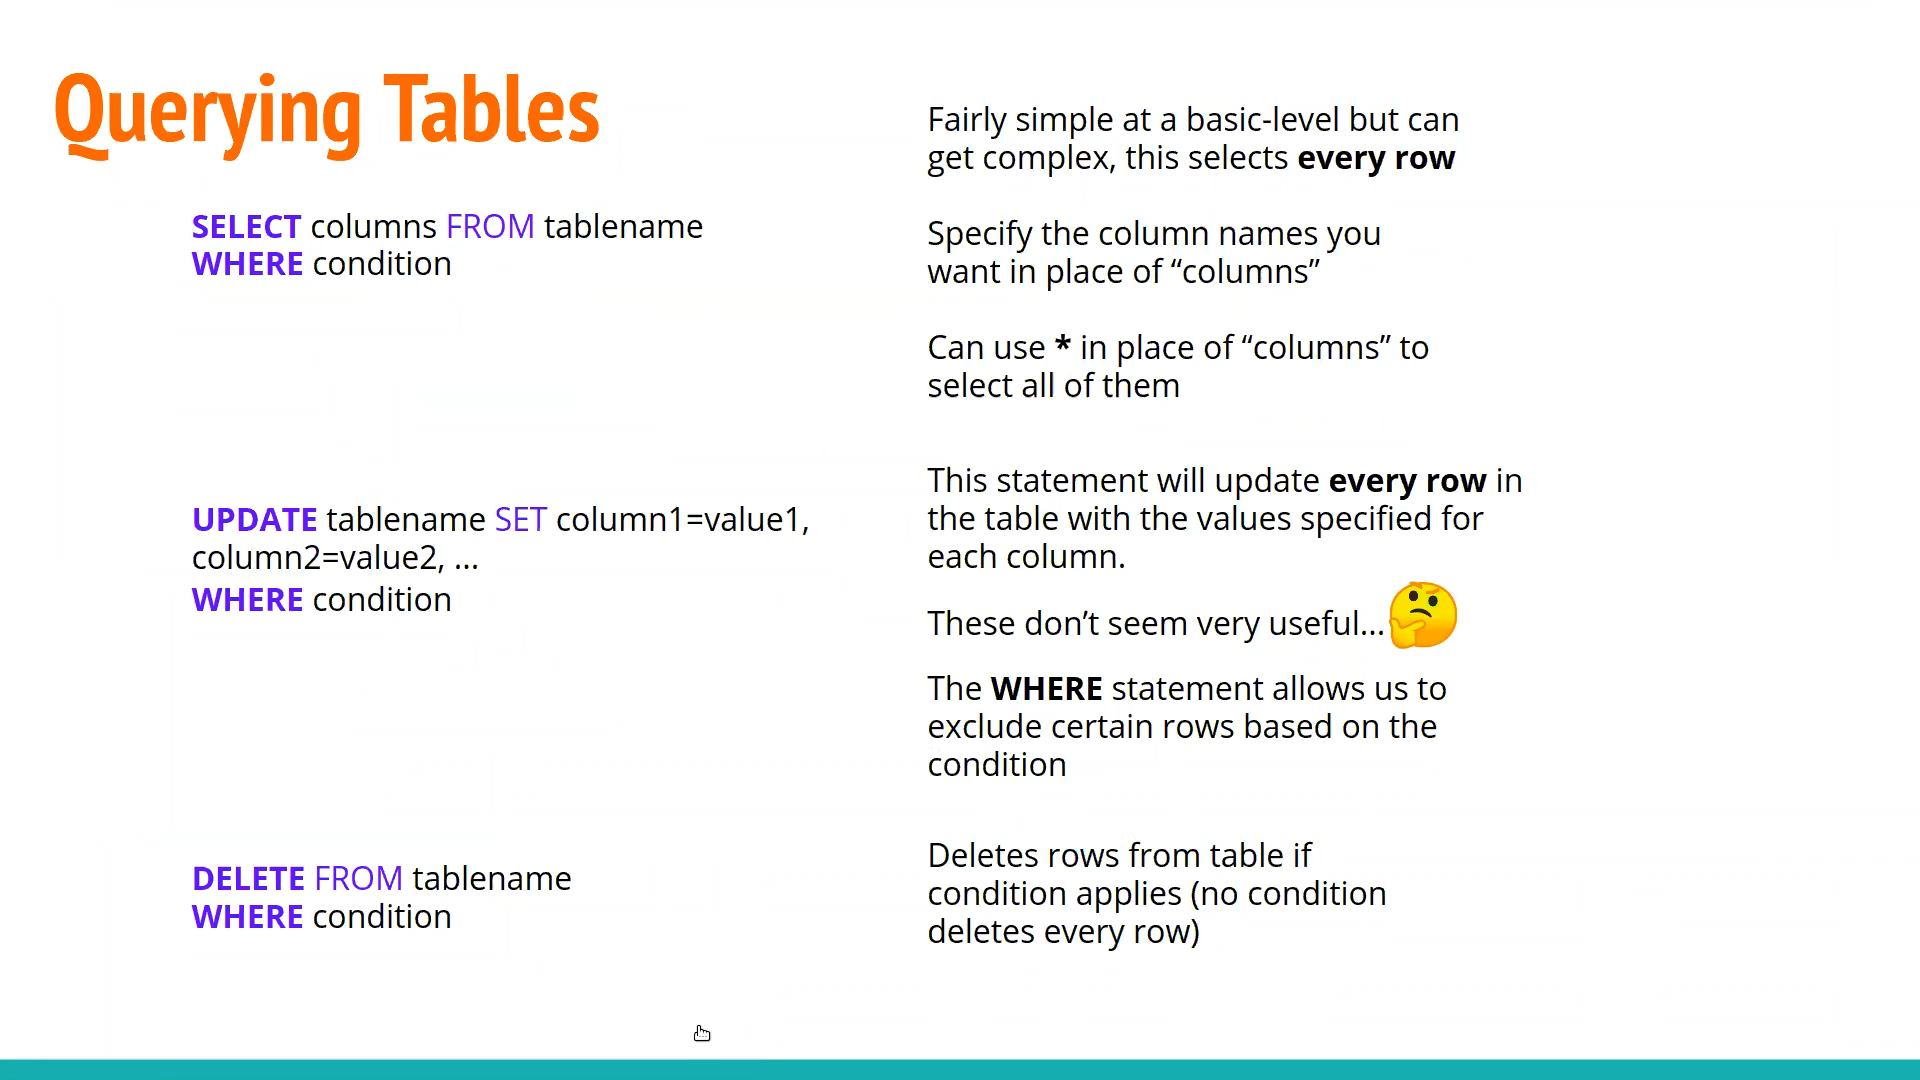 Querying Tables
SELECT columns FROM tablename
WHERE condition
UPDATE tablename SET column1=value1,
column2=value2, ...
WHERE condition
DELETE FROM tablename
WHERE condition
Fairly simple at a basic-level but can
get complex, this selects every row
Specify the column names you
want in place of “columns”
Can use * in place of “columns” to
select all of them
This statement will update every row in
the table with the values specified for
each column.
These don’t seem very useful...
The WHERE statement allows us to
exclude certain rows based on the
condition
Deletes rows from table if
condition applies (no condition
deletes every row)